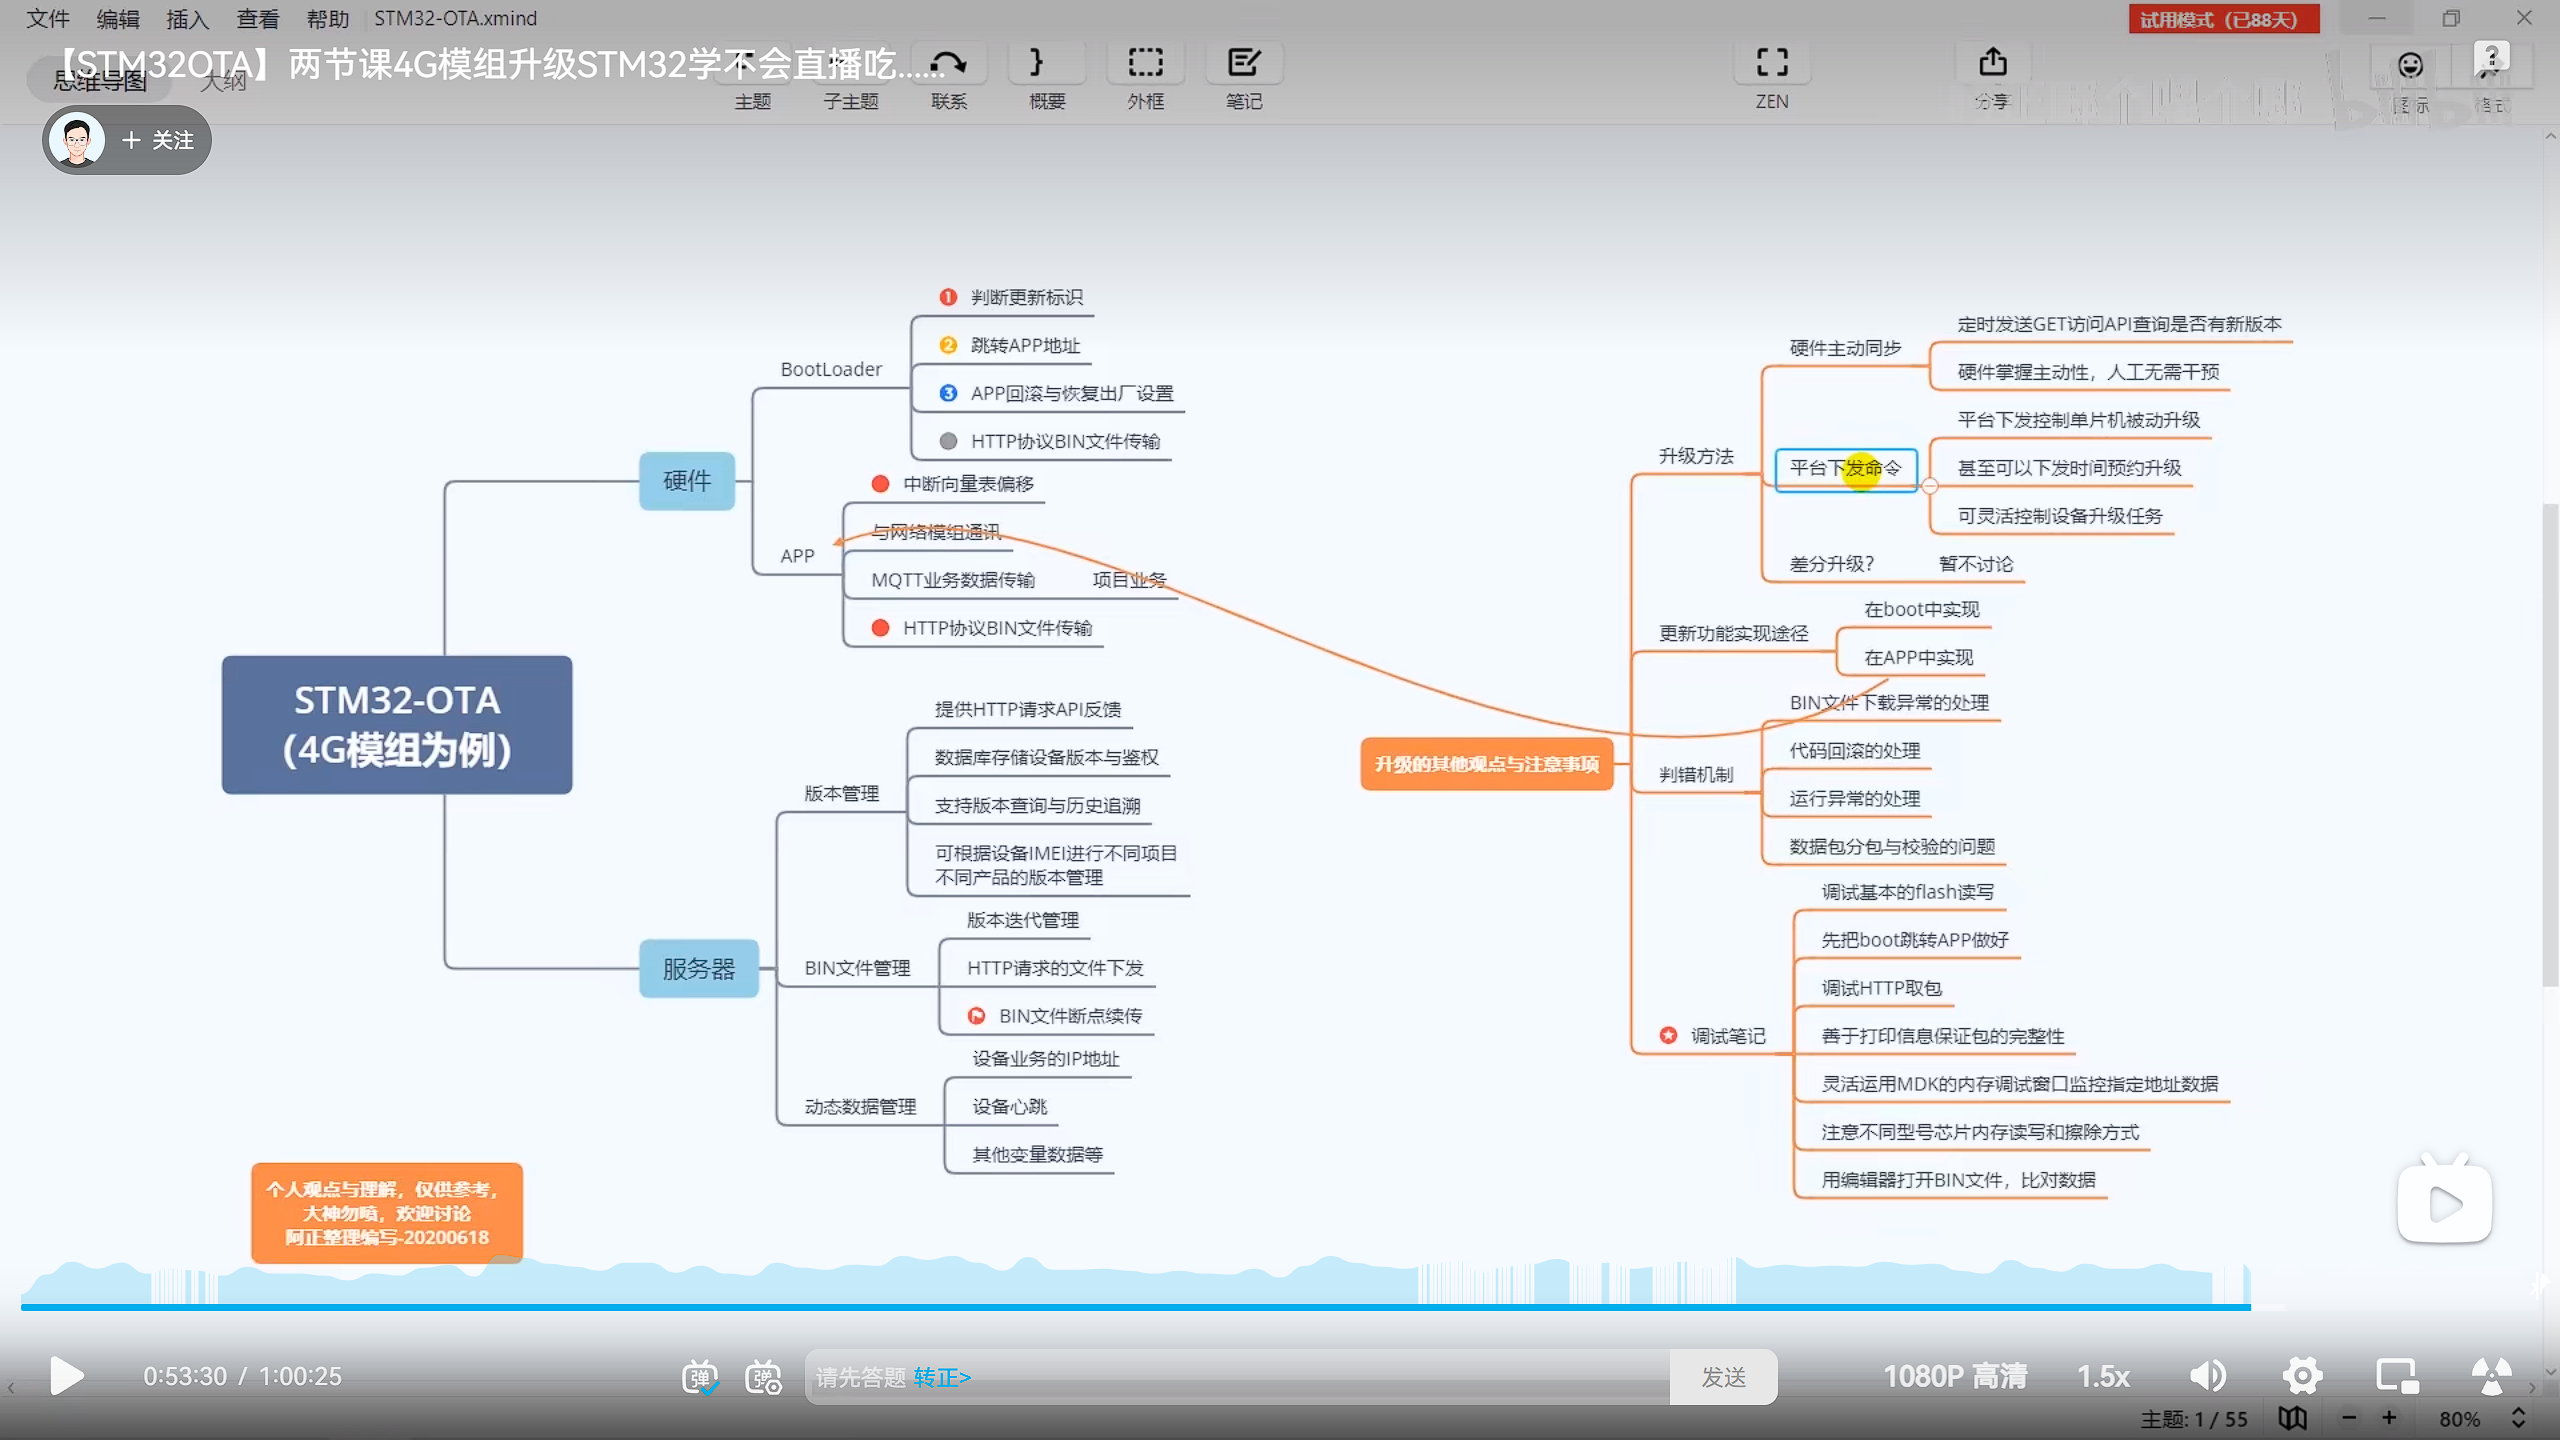 文件 编辑 插入 查看 帮助 STM32-OTA.xmind
试用模式（已88天）
【STM32OTA】两节课4G模组升级STM32学不会直播吃......
思维导图 大纲
主题 子主题 联系 概要 外框 笔记 ZEN 分享 图标 格式
+ 关注
STM32-OTA
(4G模组为例)
硬件
BootLoader
1 判断更新标识
2 跳转APP地址
3 APP回滚与恢复出厂设置
HTTP协议BIN文件传输
APP
中断向量表偏移
与网络模组通讯
MQTT业务数据传输 项目业务
HTTP协议BIN文件传输
服务器
版本管理
提供HTTP请求API反馈
数据库存储设备版本与鉴权
支持版本查询与历史追溯
可根据设备IMEI进行不同项目
不同产品的版本管理
BIN文件管理
版本迭代管理
HTTP请求的文件下发
BIN文件断点续传
动态数据管理
设备业务的IP地址
设备心跳
其他变量数据等
个人观点与理解，仅供参考，
大神勿喷，欢迎讨论
阿正整理编写-20200618
升级的其他观点与注意事项
升级方法
硬件主动同步
定时发送GET访问API查询是否有新版本
硬件掌握主动性，人工无需干预
平台下发命令
平台下发控制单片机被动升级
甚至可以下发时间预约升级
可灵活控制设备升级任务
差分升级？ 暂不讨论
更新功能实现途径
在boot中实现
在APP中实现
判错机制
BIN文件下载异常的处理
代码回滚的处理
运行异常的处理
数据包分包与校验的问题
调试笔记
调试基本的flash读写
先把boot跳转APP做好
调试HTTP取包
善于打印信息保证包的完整性
灵活运用MDK的内存调试窗口监控指定地址数据
注意不同型号芯片内存读写和擦除方式
用编辑器打开BIN文件，比对数据
0:53:30 / 1:00:25
弹 弹
请先答题 转正>
发送
1080P 高清 1.5x
主题: 1 / 55 80%